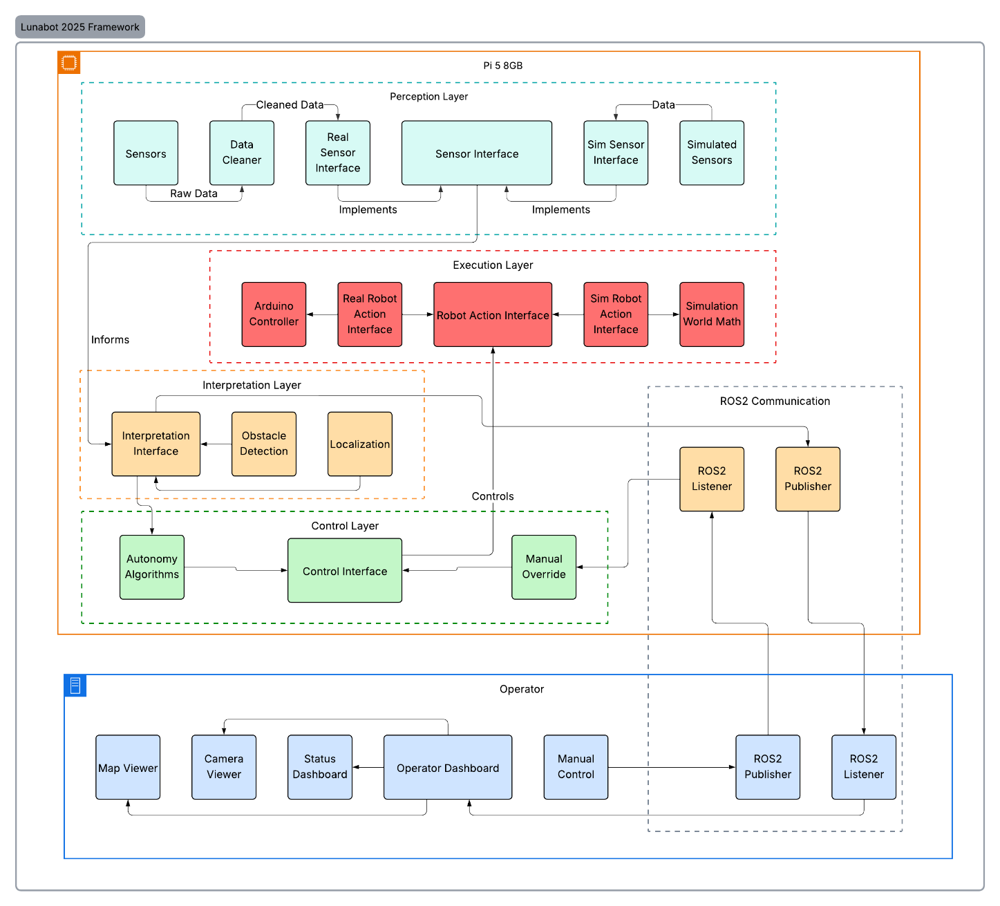 Lunabot 2025 Framework
Pi 5 8GB
Perception Layer
Cleaned Data
Data
Sensors
Data
Cleaner
Real
Sensor
Interface
Sensor Interface
Sim Sensor
Interface
Simulated
Sensors
Raw Data
Implements
Implements
Execution Layer
Arduino
Controller
Real Robot
Action
Interface
Robot Action Interface
Sim Robot
Action
Interface
Simulation
World Math
Informs
Interpretation Layer
ROS2 Communication
Interpretation
Interface
Obstacle
Detection
Localization
ROS2
Listener
ROS2
Publisher
Controls
Control Layer
Autonomy
Algorithms
Control Interface
Manual
Override
Operator
Map Viewer
Camera
Viewer
Status
Dashboard
Operator Dashboard
Manual
Control
ROS2
Publisher
ROS2
Listener